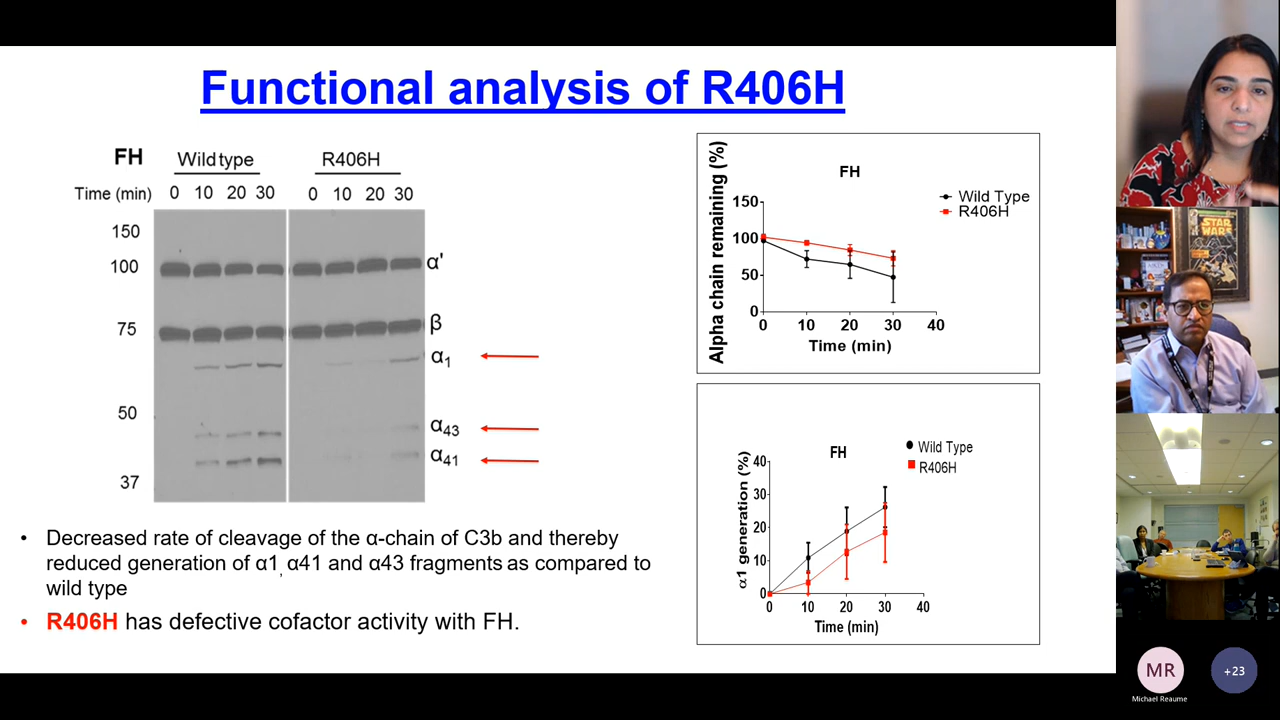 Functional analysis of R406H
FH Wild type R406H
Time (min) 0 10 20 30 0 10 20 30
150
100 α'
75 β
α1
50
α43
α41
37
• Decreased rate of cleavage of the α-chain of C3b and thereby
reduced generation of α1, α41 and α43 fragments as compared to
wild type
• R406H has defective cofactor activity with FH.
FH
Alpha chain remaining (%)
150
100
50
0
0 10 20 30 40
Time (min)
Wild Type
R406H
FH
α1 generation (%)
40
30
20
10
0
0 10 20 30 40
Time (min)
Wild Type
R406H
STAR
WARS
MR
Michael Reaume
+23